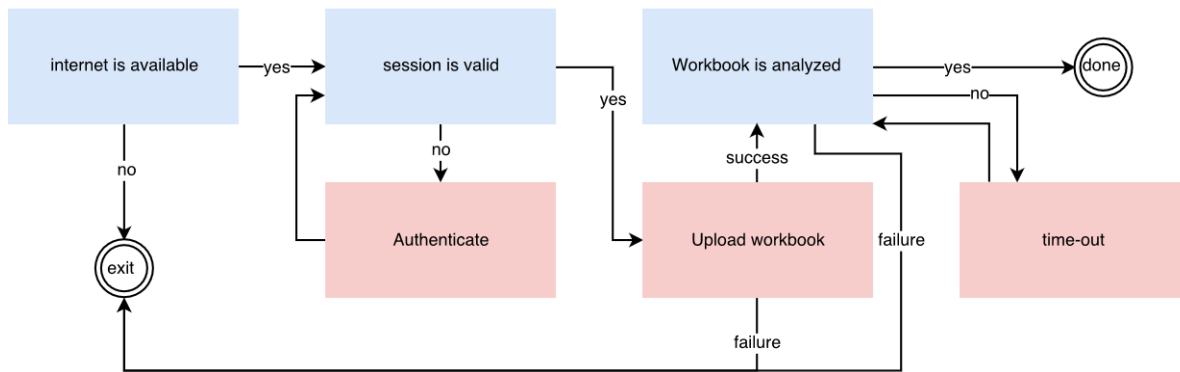 internet is available
yes
session is valid
yes
Workbook is analyzed
yes
done
no
no
no
success
exit
Authenticate
Upload workbook
failure
time-out
failure